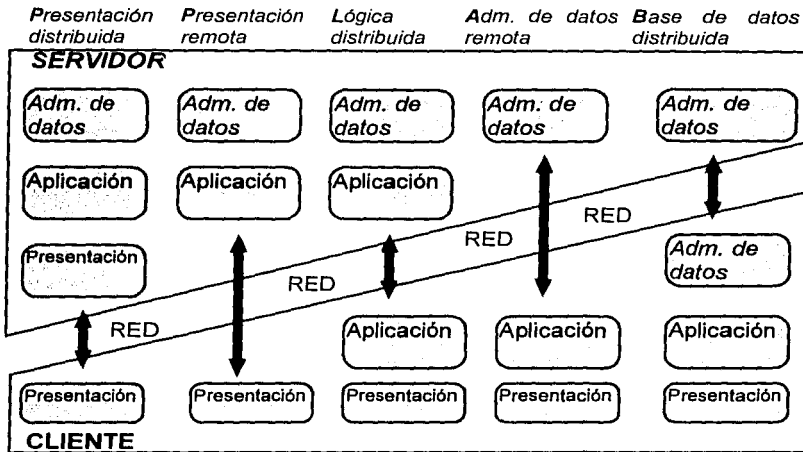 Presentación distribuida
Presentación remota
Lógica distribuida
Adm. de datos remota
Base de datos distribuida
SERVIDOR
Adm. de datos
Adm. de datos
Adm. de datos
Adm. de datos
Adm. de datos
Aplicación
Aplicación
Aplicación
Presentación
RED
RED
RED
RED
Adm. de datos
Aplicación
Aplicación
Aplicación
Presentación
Presentación
Presentación
Presentación
Presentación
CLIENTE